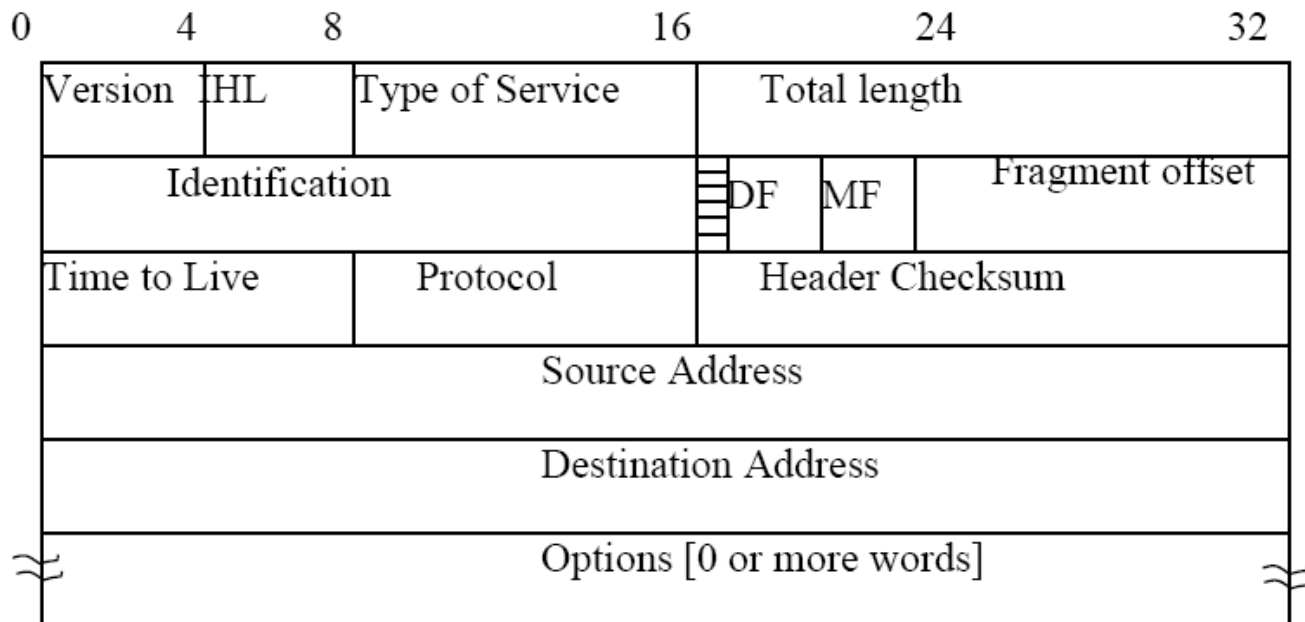 0 4 8 16 24 32
Version IHL Type of Service Total length
Identification DF MF Fragment offset
Time to Live Protocol Header Checksum
Source Address
Destination Address
Options [0 or more words]